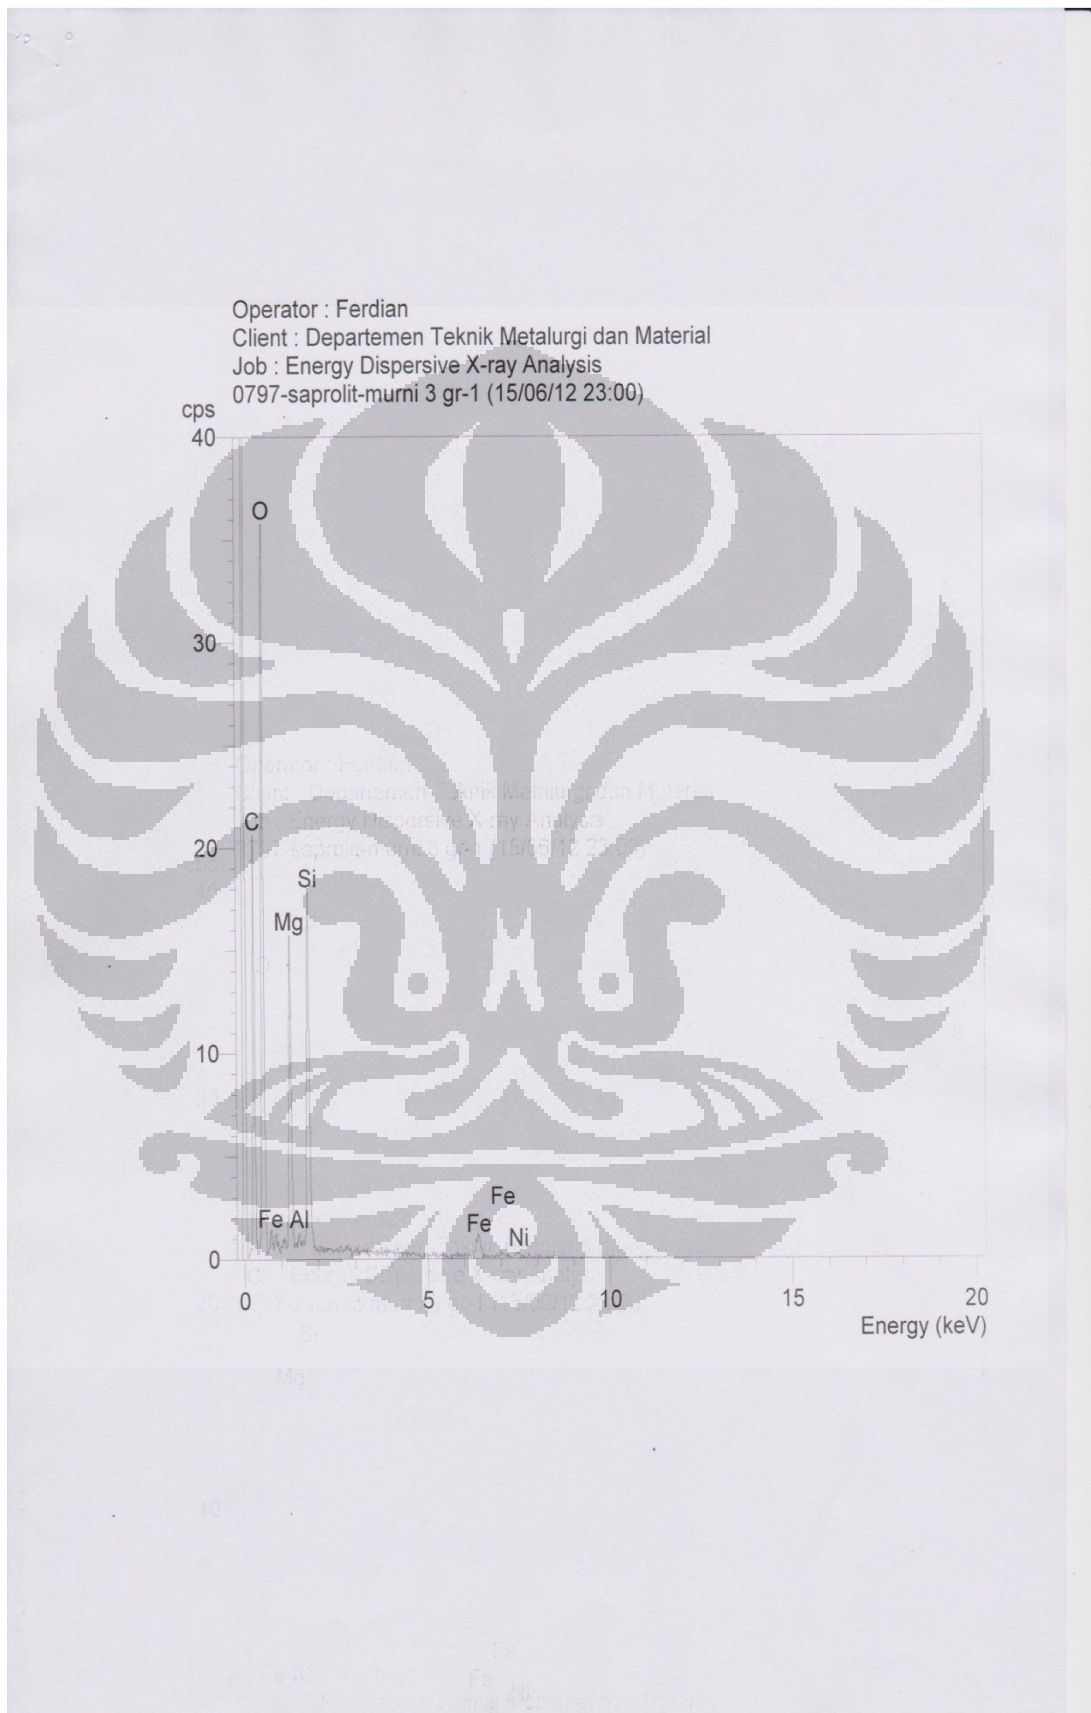 Operator : Ferdian
Client : Departemen Teknik Metalurgi dan Material
Job : Energy Dispersive X-ray Analysis
0797-saprolit-murni 3 gr-1 (15/06/12 23:00)
cps
40
O
30
C
20
Si
Mg
10
Fe
Fe Al
Fe
Ni
0
0 5 10 15 20
Energy (keV)